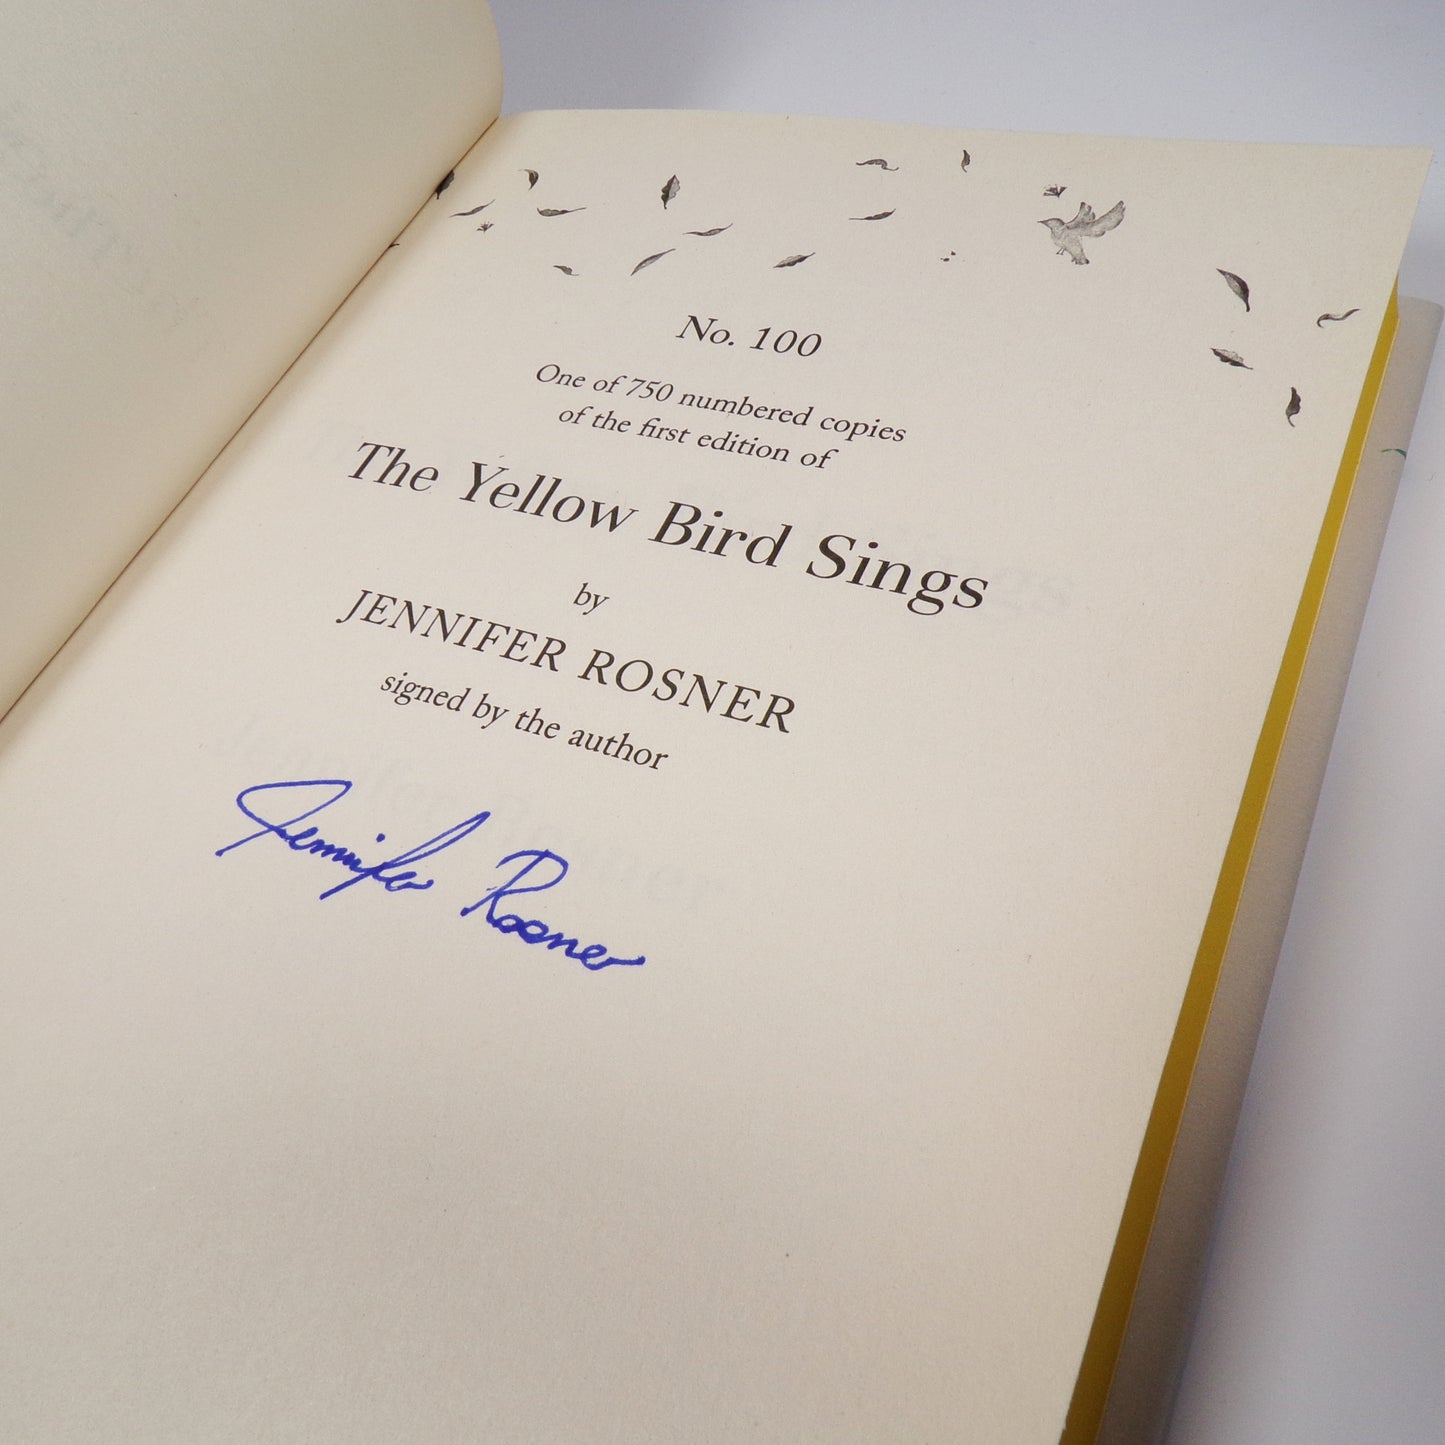 No. 100
One of 750 numbered copies
of the first edition of
The Yellow Bird Sings
by
JENNIFER ROSNER
signed by the author
Jennifer Rosner